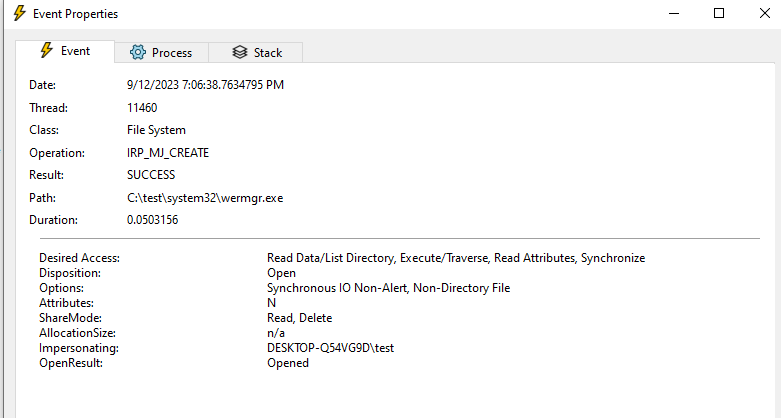 Event Properties
Event Process Stack
Date: 9/12/2023 7:06:38.7634795 PM
Thread: 11460
Class: File System
Operation: IRP_MJ_CREATE
Result: SUCCESS
Path: C:\test\system32\wermgr.exe
Duration: 0.0503156
Desired Access: Read Data/List Directory, Execute/Traverse, Read Attributes, Synchronize
Disposition: Open
Options: Synchronous IO Non-Alert, Non-Directory File
Attributes: N
ShareMode: Read, Delete
AllocationSize: n/a
Impersonating: DESKTOP-Q54VG9D\test
OpenResult: Opened